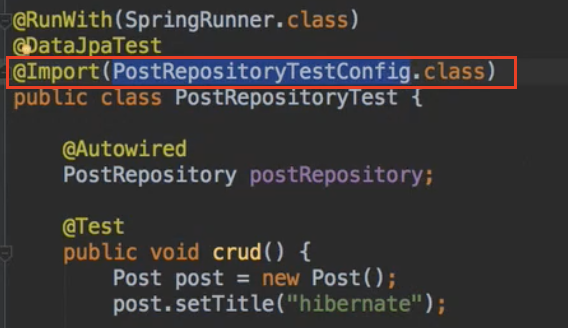 @RunWith(SpringRunner.class)
@DataJpaTest
@Import(PostRepositoryTestConfig.class)
public class PostRepositoryTest {
@Autowired
PostRepository postRepository;
@Test
public void crud() {
Post post = new Post();
post.setTitle("hibernate");